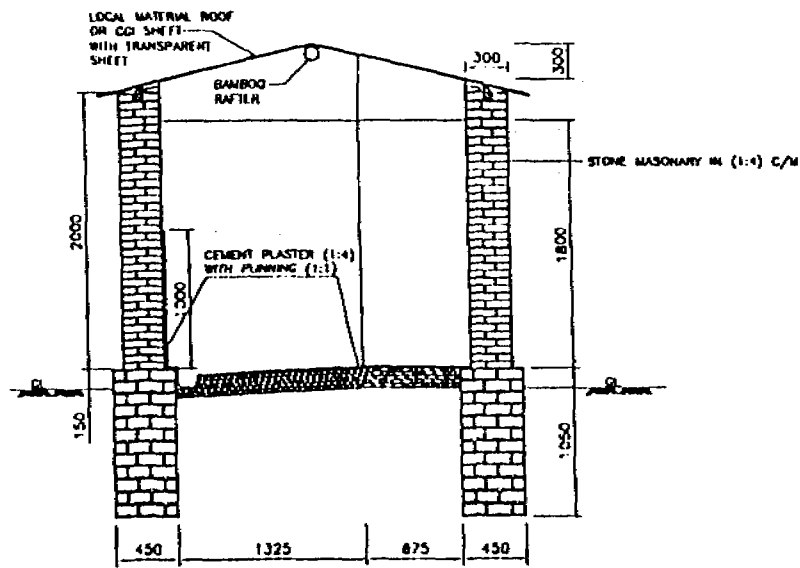 LOCAL MATERIAL ROOF
OR CGI SHEET
WITH TRANSPARENT
SHEET
BAMBOO
RAFTER
300
300
STONE MASONARY IN (1:4) C/M
2000
1800
CEMENT PLASTER (1:4)
WITH PUNNING (1:1)
1000
GL
GL
150
1050
450
1325
875
450